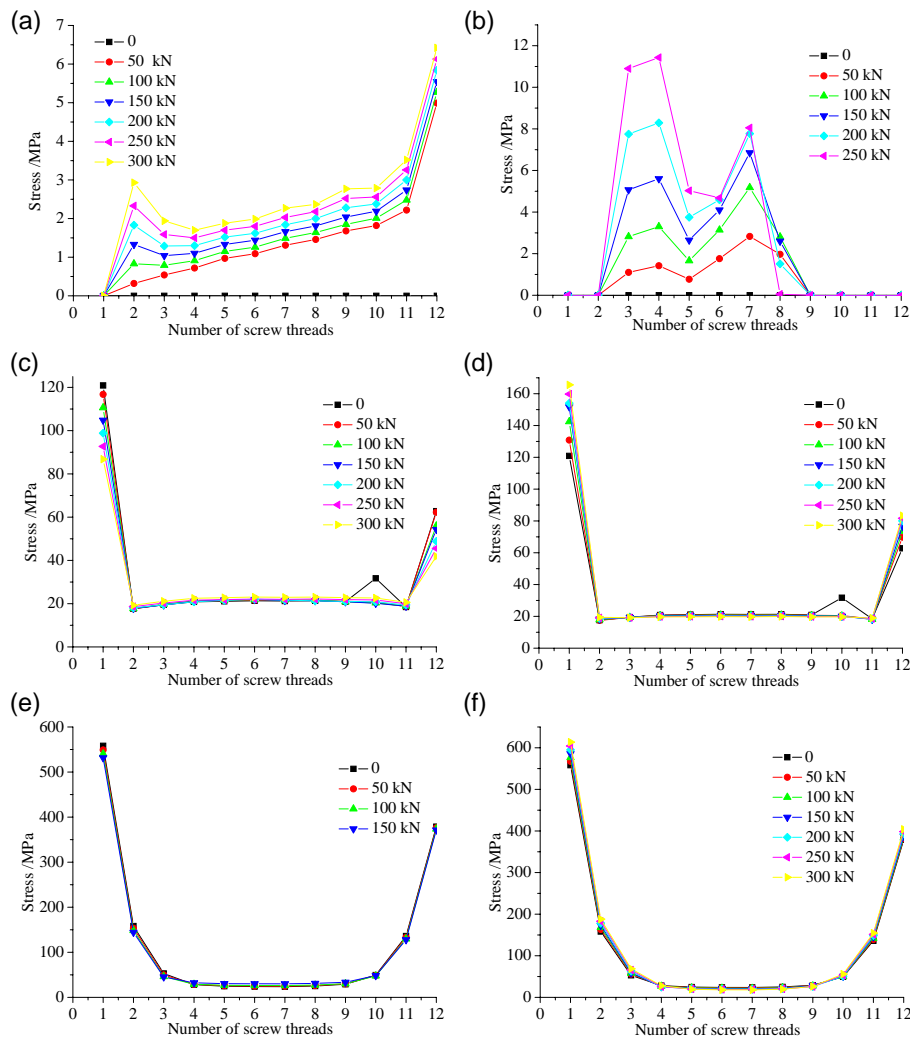 (a)
7
6
5
4
3
2
1
0
Stress /MPa
0
50 kN
100 kN
150 kN
200 kN
250 kN
300 kN
0 1 2 3 4 5 6 7 8 9 10 11 12
Number of screw threads
(b)
12
10
8
6
4
2
0
Stress /MPa
0
50 kN
100 kN
150 kN
200 kN
250 kN
0 1 2 3 4 5 6 7 8 9 10 11 12
Number of screw threads
(c)
120
100
80
60
40
20
0
Stress /MPa
0
50 kN
100 kN
150 kN
200 kN
250 kN
300 kN
0 1 2 3 4 5 6 7 8 9 10 11 12
Number of screw threads
(d)
160
140
120
100
80
60
40
20
0
Stress /MPa
0
50 kN
100 kN
150 kN
200 kN
250 kN
300 kN
0 1 2 3 4 5 6 7 8 9 10 11 12
Number of screw threads
(e)
600
500
400
300
200
100
0
Stress /MPa
0
50 kN
100 kN
150 kN
0 1 2 3 4 5 6 7 8 9 10 11 12
Number of screw threads
(f)
600
500
400
300
200
100
0
Stress /MPa
0
50 kN
100 kN
150 kN
200 kN
250 kN
300 kN
0 1 2 3 4 5 6 7 8 9 10 11 12
Number of screw threads